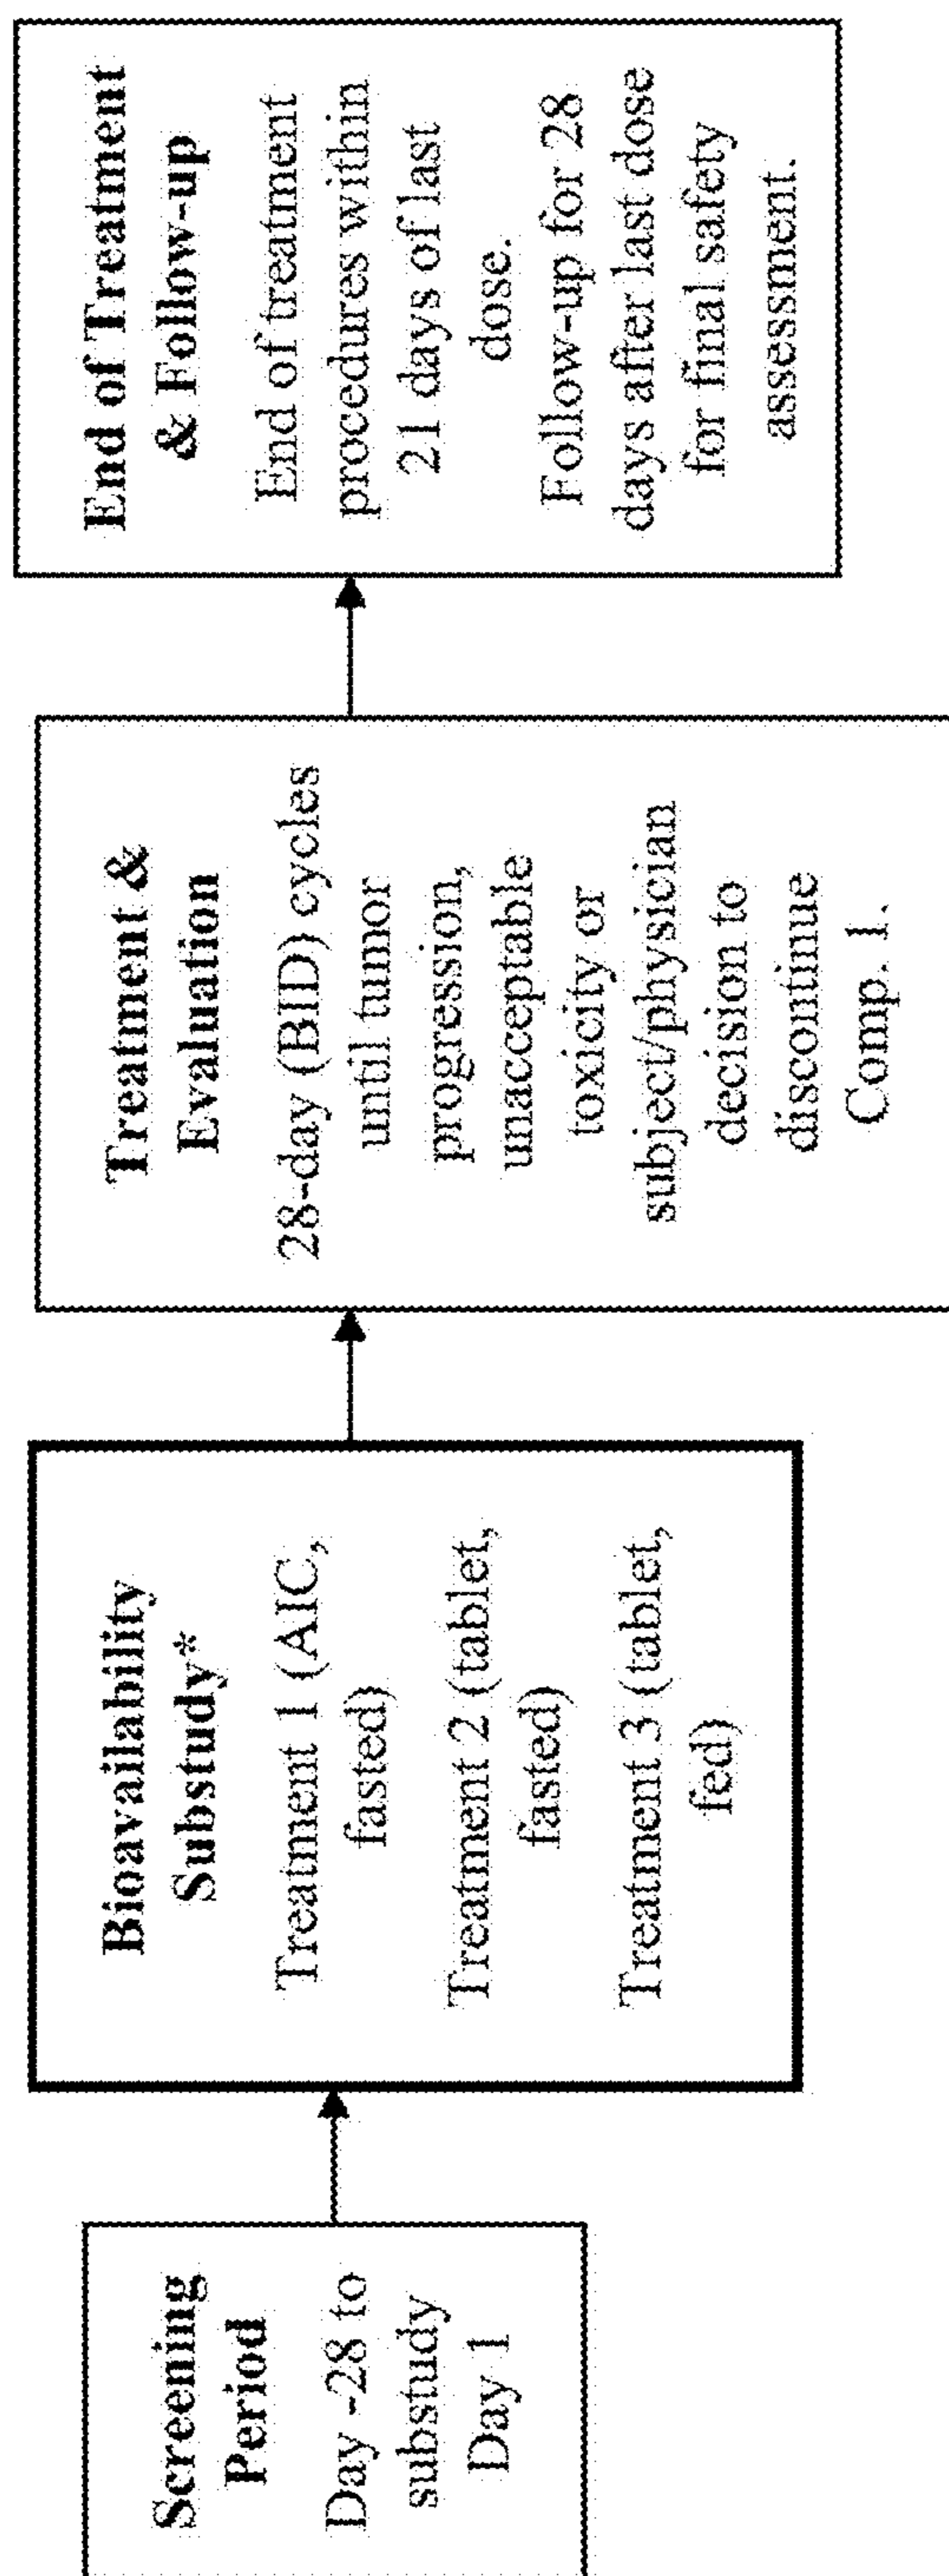 Screening
Period
Day -28 to
substudy
Day 1
Bioavailability
Substudy*
Treatment 1 (AIC,
fasted)
Treatment 2 (tablet,
fasted)
Treatment 3 (tablet,
fed)
Treatment &
Evaluation
28-day (BID) cycles
until tumor
progression,
unacceptable
toxicity or
subject/physician
decision to
discontinue
Comp. 1.
End of Treatment
& Follow-up
End of treatment
procedures within
21 days of last
dose.
Follow-up for 28
days after last dose
for final safety
assessment.